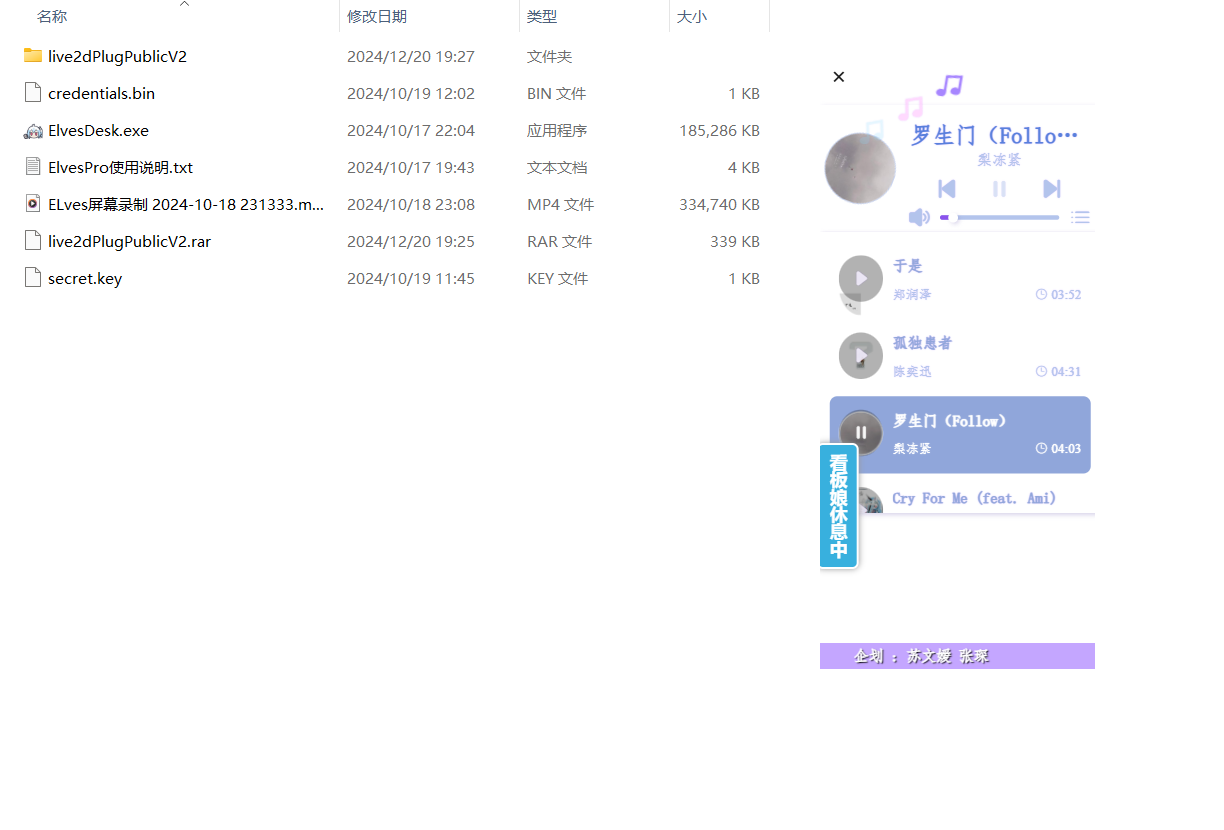 名称 修改日期 类型 大小
live2dPlugPublicV2 2024/12/20 19:27 文件夹
credentials.bin 2024/10/19 12:02 BIN 文件 1 KB
ElvesDesk.exe 2024/10/17 22:04 应用程序 185,286 KB
ElvesPro使用说明.txt 2024/10/17 19:43 文本文档 4 KB
ELves屏幕录制 2024-10-18 231333.m... 2024/10/18 23:08 MP4 文件 334,740 KB
live2dPlugPublicV2.rar 2024/12/20 19:25 RAR 文件 339 KB
secret.key 2024/10/19 11:45 KEY 文件 1 KB
罗生门（Follo…
梨冻紧
于是
郑润泽 03:52
孤独患者
陈奕迅 04:31
罗生门（Follow）
梨冻紧 04:03
Cry For Me (feat. Ami)
看板娘休息中
企划 : 苏文媛 张琛